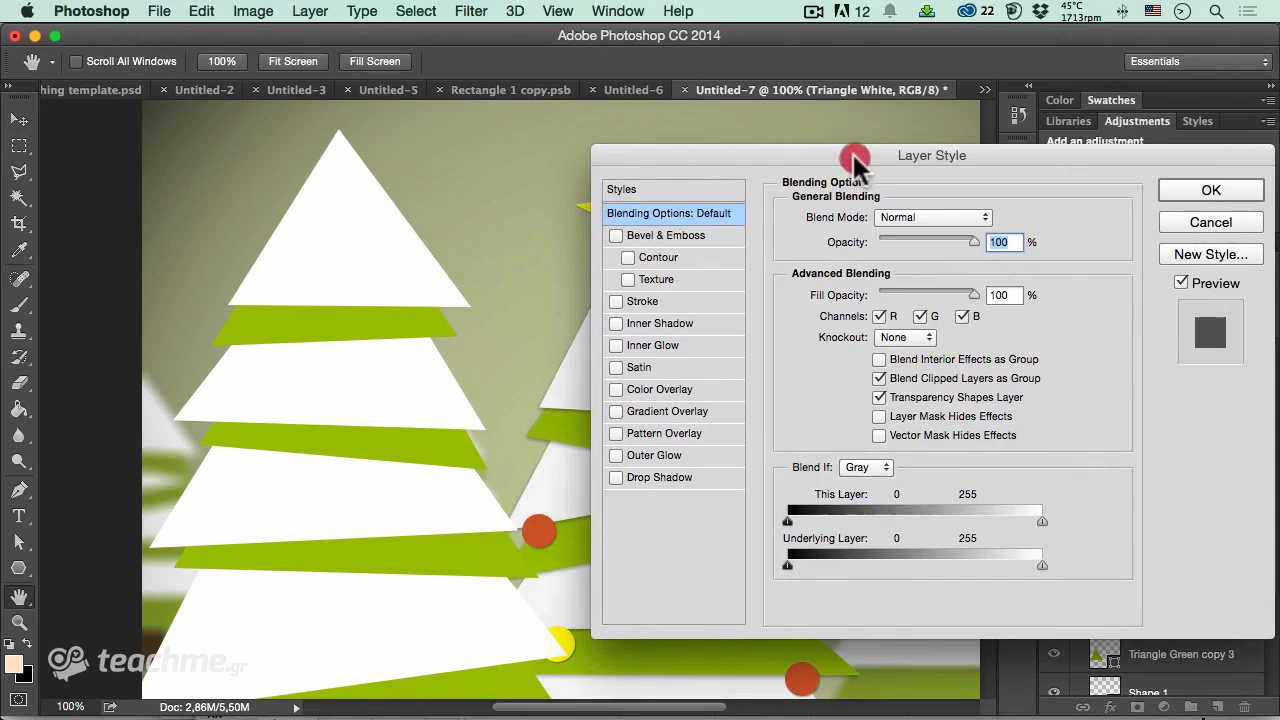 Photoshop File Edit Image Layer Type Select Filter 3D View Window Help 12 22 45°C 1713rpm
Adobe Photoshop CC 2014
Scroll All Windows 100% Fit Screen Fill Screen Essentials
hing template.psd × Untitled-2 × Untitled-3 × Untitled-5 × Rectangle 1 copy.psb × Untitled-6 × Untitled-7 @ 100% (Triangle White, RGB/8) *
Color Swatches
Libraries Adjustments Styles
Add an adjustment
Layer Style
Styles
Blending Options: Default
Bevel & Emboss
Contour
Texture
Stroke
Inner Shadow
Inner Glow
Satin
Color Overlay
Gradient Overlay
Pattern Overlay
Outer Glow
Drop Shadow
General Blending
Blend Mode: Normal
Opacity: 100 %
Advanced Blending
Fill Opacity: 100 %
Channels: R G B
Knockout: None
Blend Interior Effects as Group
Blend Clipped Layers as Group
Transparency Shapes Layer
Layer Mask Hides Effects
Vector Mask Hides Effects
Blend If: Gray
This Layer: 0 255
Underlying Layer: 0 255
OK
Cancel
New Style...
Preview
Triangle Green copy 3
Shape 1
teachme.gr
100% Doc: 2,86M/5,50M